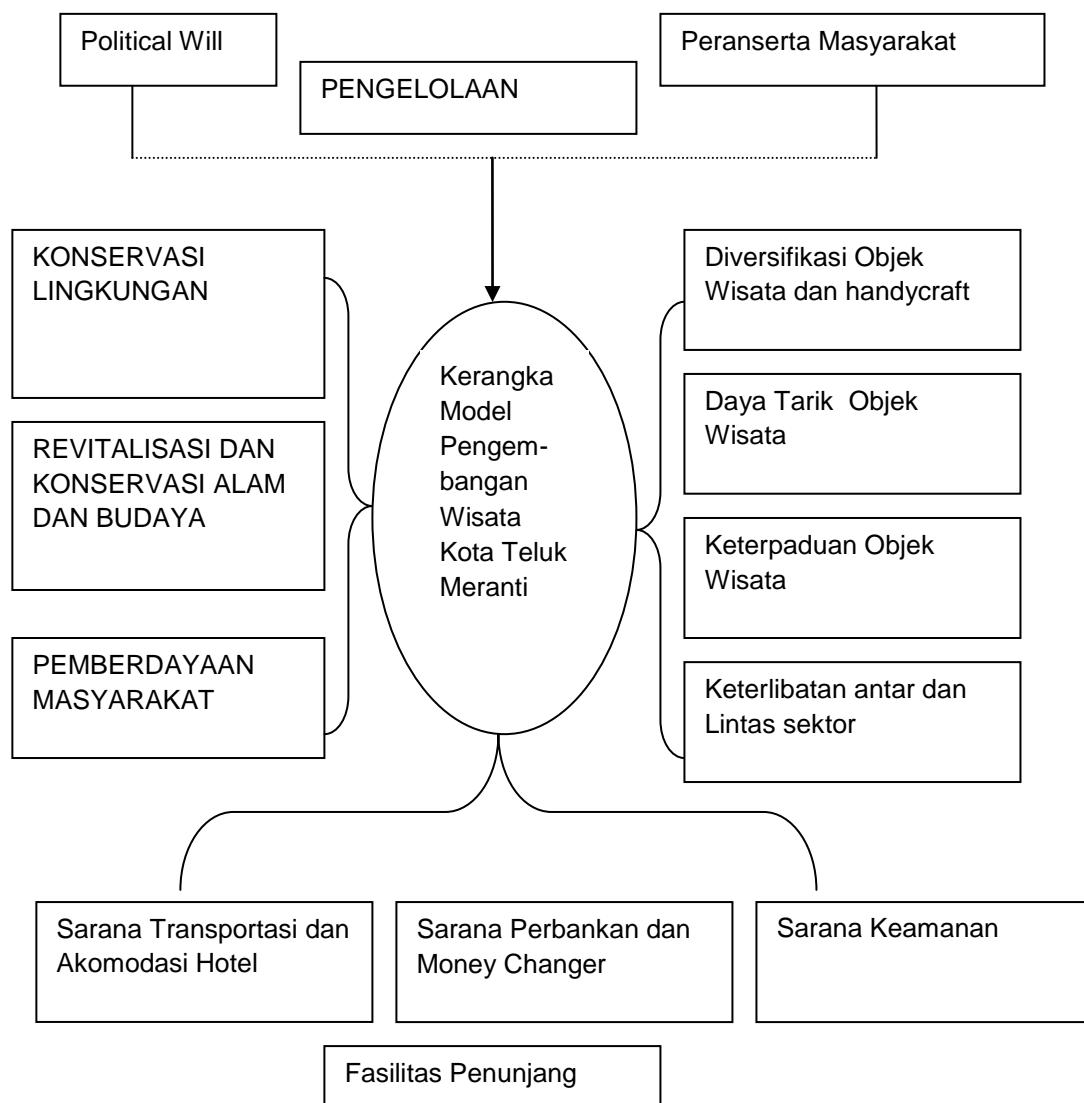 Political Will
Peranserta Masyarakat
PENGELOLAAN
KONSERVASI
LINGKUNGAN
REVITALISASI DAN
KONSERVASI ALAM
DAN BUDAYA
PEMBERDAYAAN
MASYARAKAT
Kerangka
Model
Pengem-
bangan
Wisata
Kota Teluk
Meranti
Diversifikasi Objek
Wisata dan handycraft
Daya Tarik Objek
Wisata
Keterpaduan Objek
Wisata
Keterlibatan antar dan
Lintas sektor
Sarana Transportasi dan
Akomodasi Hotel
Sarana Perbankan dan
Money Changer
Sarana Keamanan
Fasilitas Penunjang